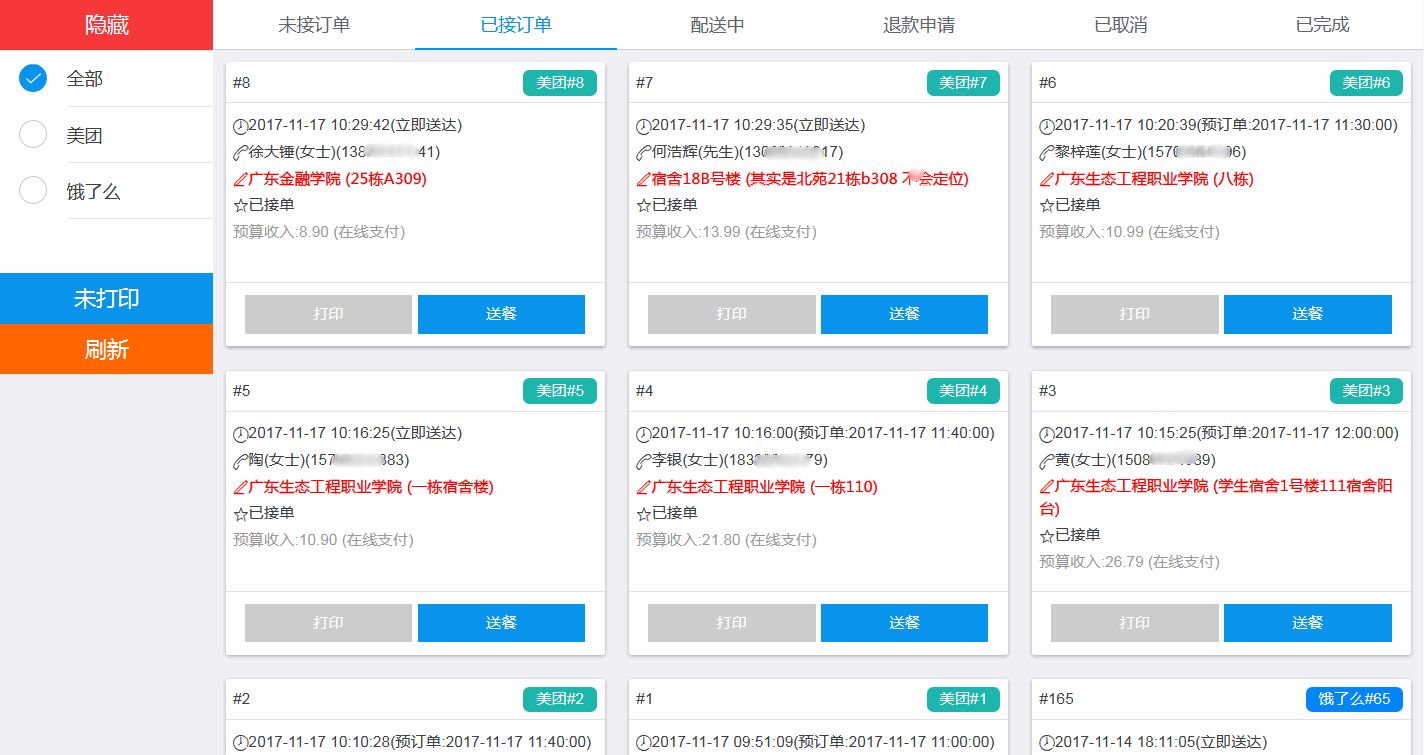 隐藏
未接订单
已接订单
配送中
退款申请
已取消
已完成
全部
美团
饿了么
未打印
刷新
#8 美团#8
2017-11-17 10:29:42(立即送达)
徐大锤(女士)(138 41)
广东金融学院 (25栋A309)
已接单
预算收入:8.90 (在线支付)
打印 送餐
#7 美团#7
2017-11-17 10:29:35(立即送达)
何浩辉(先生)(130 17)
宿舍18B号楼 (其实是北苑21栋b308 不会定位)
已接单
预算收入:13.99 (在线支付)
打印 送餐
#6 美团#6
2017-11-17 10:20:39(预订单:2017-11-17 11:30:00)
黎梓莲(女士)(157 96)
广东生态工程职业学院 (八栋)
已接单
预算收入:10.99 (在线支付)
打印 送餐
#5 美团#5
2017-11-17 10:16:25(立即送达)
陶(女士)(157 383)
广东生态工程职业学院 (一栋宿舍楼)
已接单
预算收入:10.90 (在线支付)
打印 送餐
#4 美团#4
2017-11-17 10:16:00(预订单:2017-11-17 11:40:00)
李银(女士)(183 79)
广东生态工程职业学院 (一栋110)
已接单
预算收入:21.80 (在线支付)
打印 送餐
#3 美团#3
2017-11-17 10:15:25(预订单:2017-11-17 12:00:00)
黄(女士)(150 39)
广东生态工程职业学院 (学生宿舍1号楼111宿舍阳
台)
已接单
预算收入:26.79 (在线支付)
打印 送餐
#2 美团#2
2017-11-17 10:10:28(预订单:2017-11-17 11:40:00)
#1 美团#1
2017-11-17 09:51:09(预订单:2017-11-17 11:00:00)
#165 饿了么#65
2017-11-14 18:11:05(立即送达)